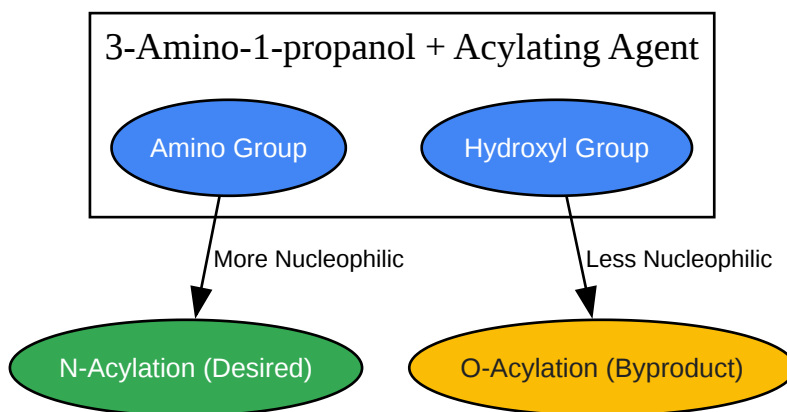 3-Amino-1-propanol + Acylating Agent
Amino Group
Hydroxyl Group
More Nucleophilic
Less Nucleophilic
N-Acylation (Desired)
O-Acylation (Byproduct)